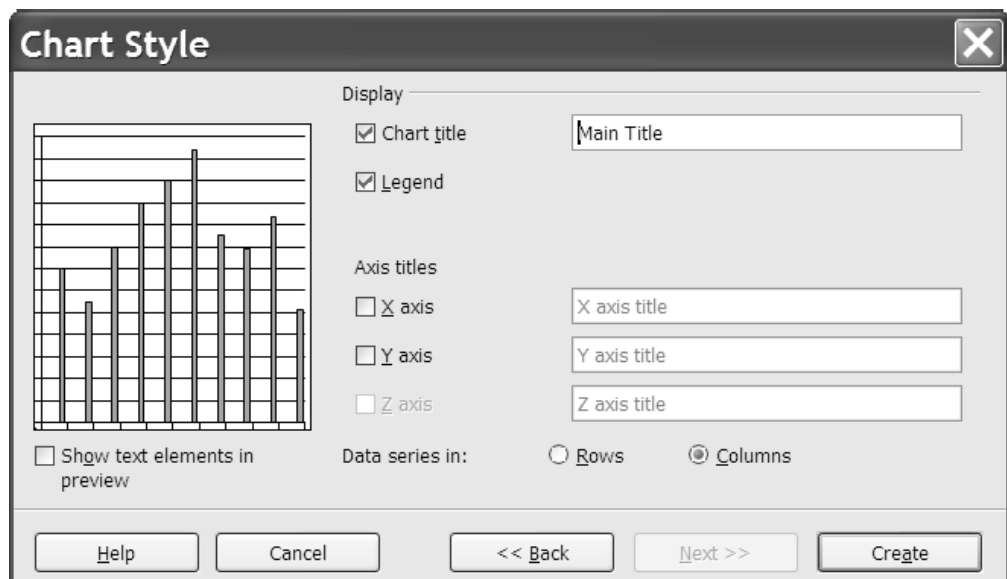 Chart Style
Display
Chart title
Main Title
Legend
Axis titles
X axis
X axis title
Y axis
Y axis title
Z axis
Z axis title
Show text elements in
preview
Data series in:
Rows
Columns
Help
Cancel
<< Back
Next >>
Create